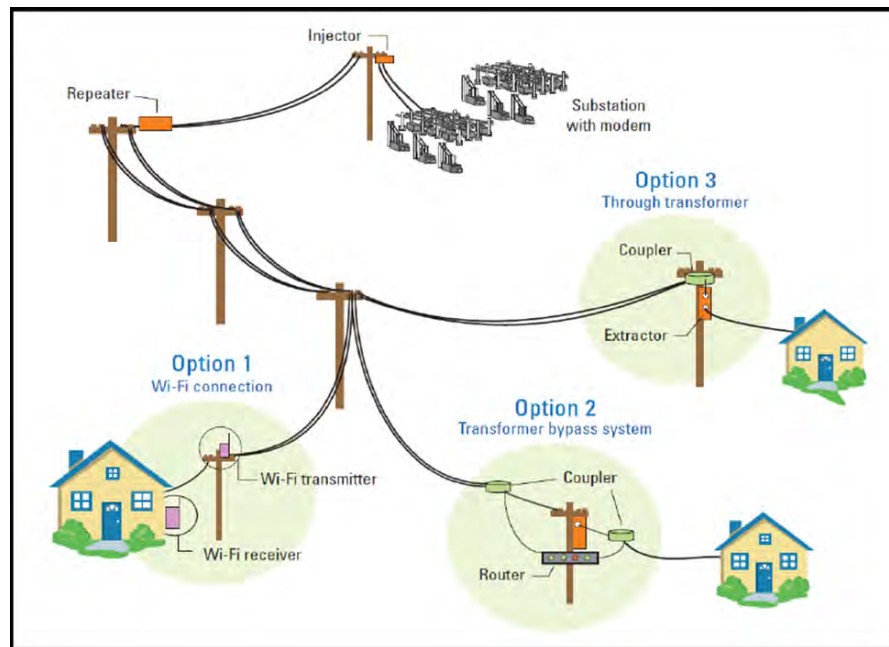 Injector
Repeater
Substation
with modem
Option 3
Through transformer
Coupler
Extractor
Option 1
Wi-Fi connection
Option 2
Transformer bypass system
Wi-Fi transmitter
Coupler
Wi-Fi receiver
Router